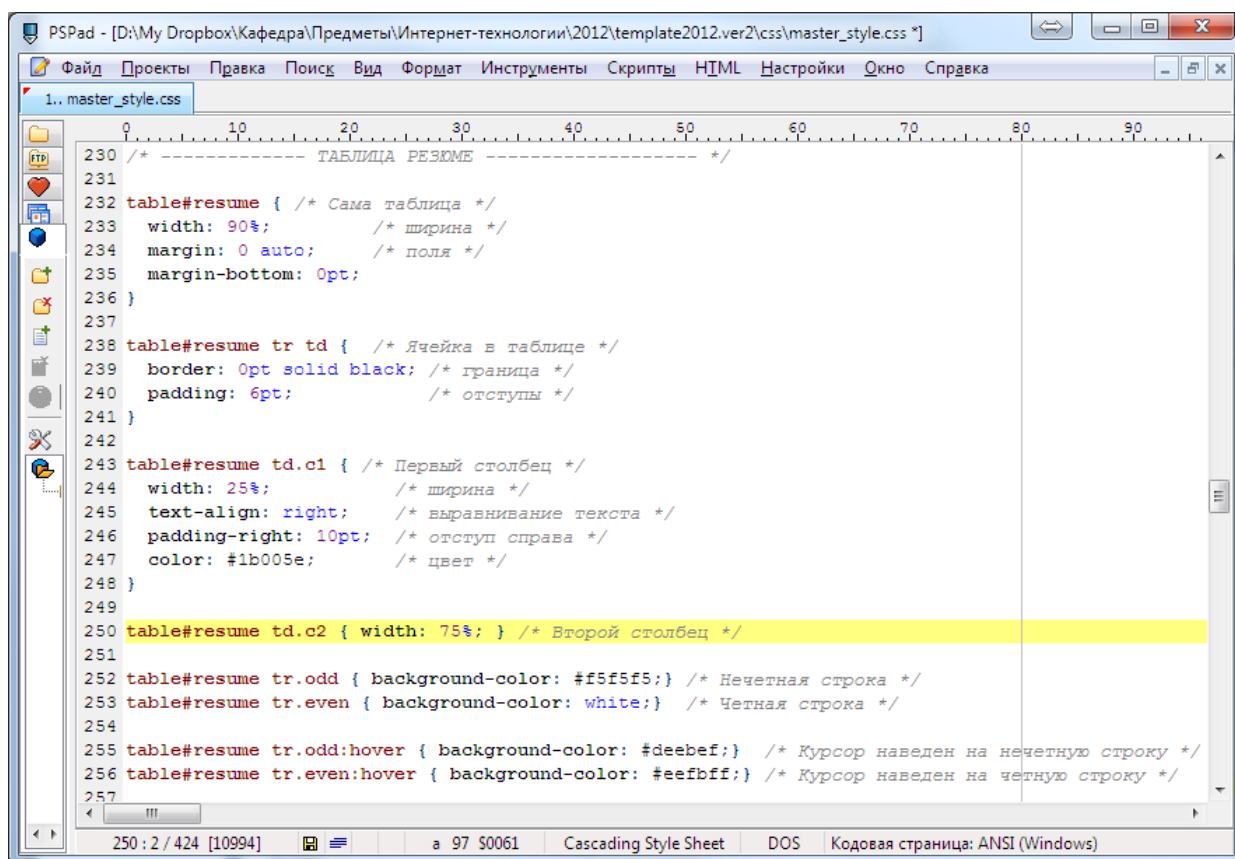 PSPad - [D:\My Dropbox\Кафедра\Предметы\Интернет-технологии\2012\template2012.ver2\css\master_style.css *]
Файл Проекты Правка Поиск Вид Формат Инструменты Скрипты HTML Настройки Окно Справка
1.. master_style.css
0 10 20 30 40 50 60 70 80 90
FTP
230 /* ------------- ТАБЛИЦА РЕЗЮМЕ -------------------- */
231
232 table#resume { /* Сама таблица */
233   width: 90%;          /* ширина */
234   margin: 0 auto;      /* поля */
235   margin-bottom: 0pt;
236 }
237
238 table#resume tr td {  /* Ячейка в таблице */
239   border: 0pt solid black; /* граница */
240   padding: 6pt;             /* отступы */
241 }
242
243 table#resume td.c1 { /* Первый столбец */
244   width: 25%;            /* ширина */
245   text-align: right;     /* выравнивание текста */
246   padding-right: 10pt;  /* отступ справа */
247   color: #1b005e;        /* цвет */
248 }
249
250 table#resume td.c2 { width: 75%; } /* Второй столбец */
251
252 table#resume tr.odd { background-color: #f5f5f5;} /* Нечетная строка */
253 table#resume tr.even { background-color: white;}  /* Четная строка */
254
255 table#resume tr.odd:hover { background-color: #deebef;}  /* Курсор наведен на нечетную строку */
256 table#resume tr.even:hover { background-color: #eefbff;} /* Курсор наведен на четную строку */
257
250 : 2 / 424 [10994] a 97 $0061 Cascading Style Sheet DOS Кодовая страница: ANSI (Windows)